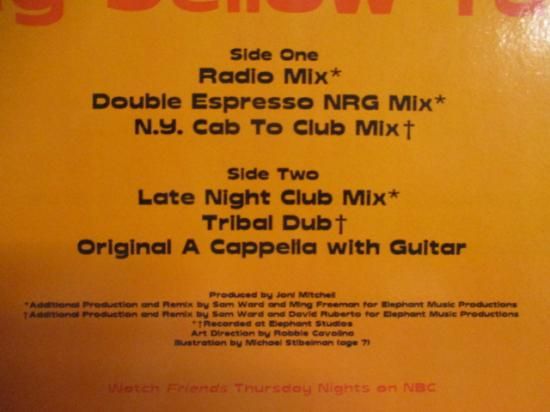 Yellow
Side One
Radio Mix*
Double Espresso NRG Mix*
N.Y. Cab To Club Mix†
Side Two
Late Night Club Mix*
Tribal Dub†
Original A Cappella with Guitar
Produced by Joni Mitchell
*Additional Production and Remix by Sam Ward and Ming Freeman for Elephant Music Productions
†Additional Production and Remix by Sam Ward and David Ruberto for Elephant Music Productions
*†Recorded at Elephant Studios
Art Direction by Robbie Cavolina
Illustration by Michael Stibelman (age 7)
Watch Friends Thursday Nights on NBC